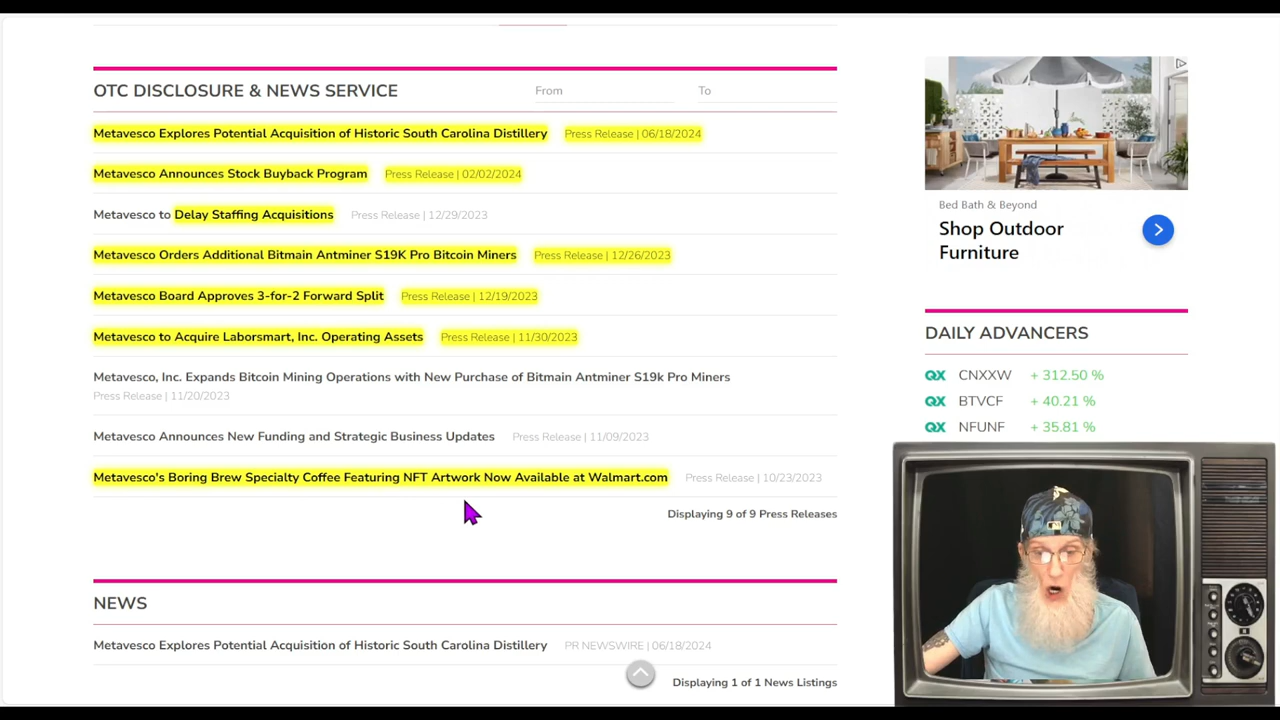 OTC DISCLOSURE & NEWS SERVICE From To
Metavesco Explores Potential Acquisition of Historic South Carolina Distillery Press Release | 06/18/2024
Metavesco Announces Stock Buyback Program Press Release | 02/02/2024
Metavesco to Delay Staffing Acquisitions Press Release | 12/29/2023
Metavesco Orders Additional Bitmain Antminer S19K Pro Bitcoin Miners Press Release | 12/26/2023
Metavesco Board Approves 3-for-2 Forward Split Press Release | 12/19/2023
Metavesco to Acquire Laborsmart, Inc. Operating Assets Press Release | 11/30/2023
Metavesco, Inc. Expands Bitcoin Mining Operations with New Purchase of Bitmain Antminer S19k Pro Miners
Press Release | 11/20/2023
Metavesco Announces New Funding and Strategic Business Updates Press Release | 11/09/2023
Metavesco's Boring Brew Specialty Coffee Featuring NFT Artwork Now Available at Walmart.com Press Release | 10/23/2023
Displaying 9 of 9 Press Releases
NEWS
Metavesco Explores Potential Acquisition of Historic South Carolina Distillery PR NEWSWIRE | 06/18/2024
Displaying 1 of 1 News Listings
Bed Bath & Beyond
Shop Outdoor
Furniture
DAILY ADVANCERS
QX CNXXW + 312.50 %
QX BTVCF + 40.21 %
QX NFUNF + 35.81 %